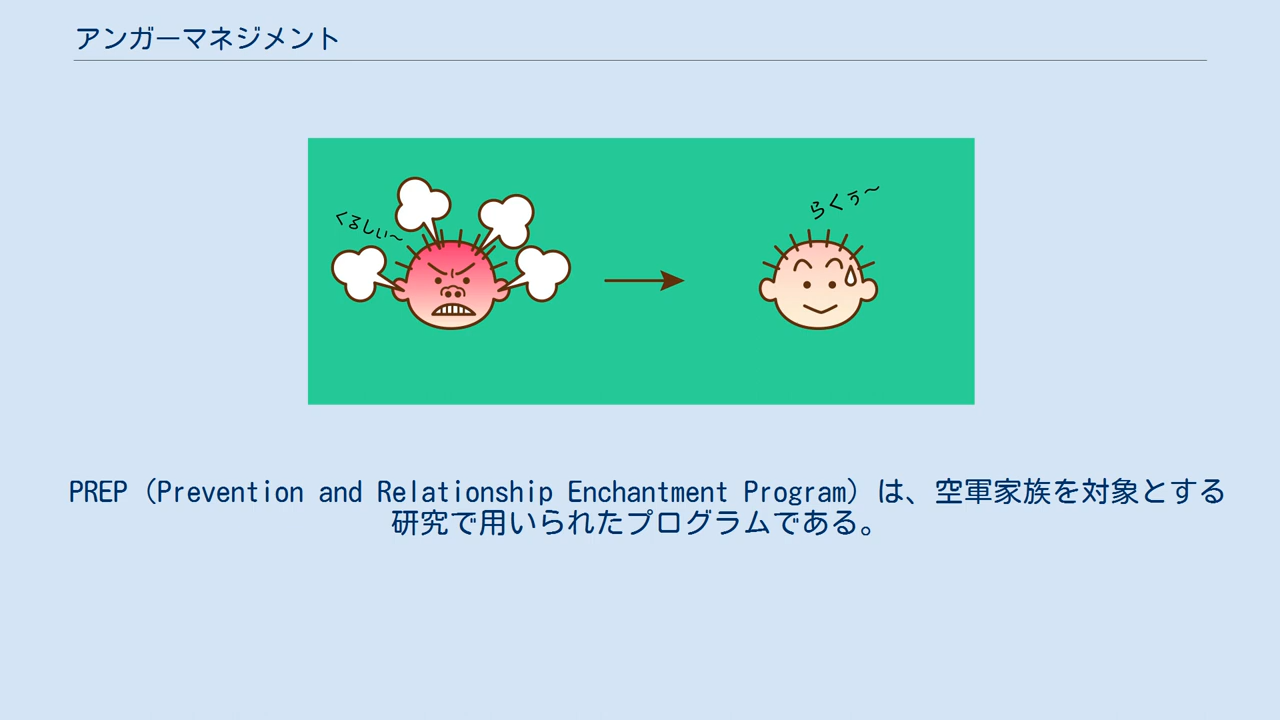 アンガーマネジメント
くるしぃ〜
らくぅ〜
PREP（Prevention and Relationship Enchantment Program）は、空軍家族を対象とする
研究で用いられたプログラムである。